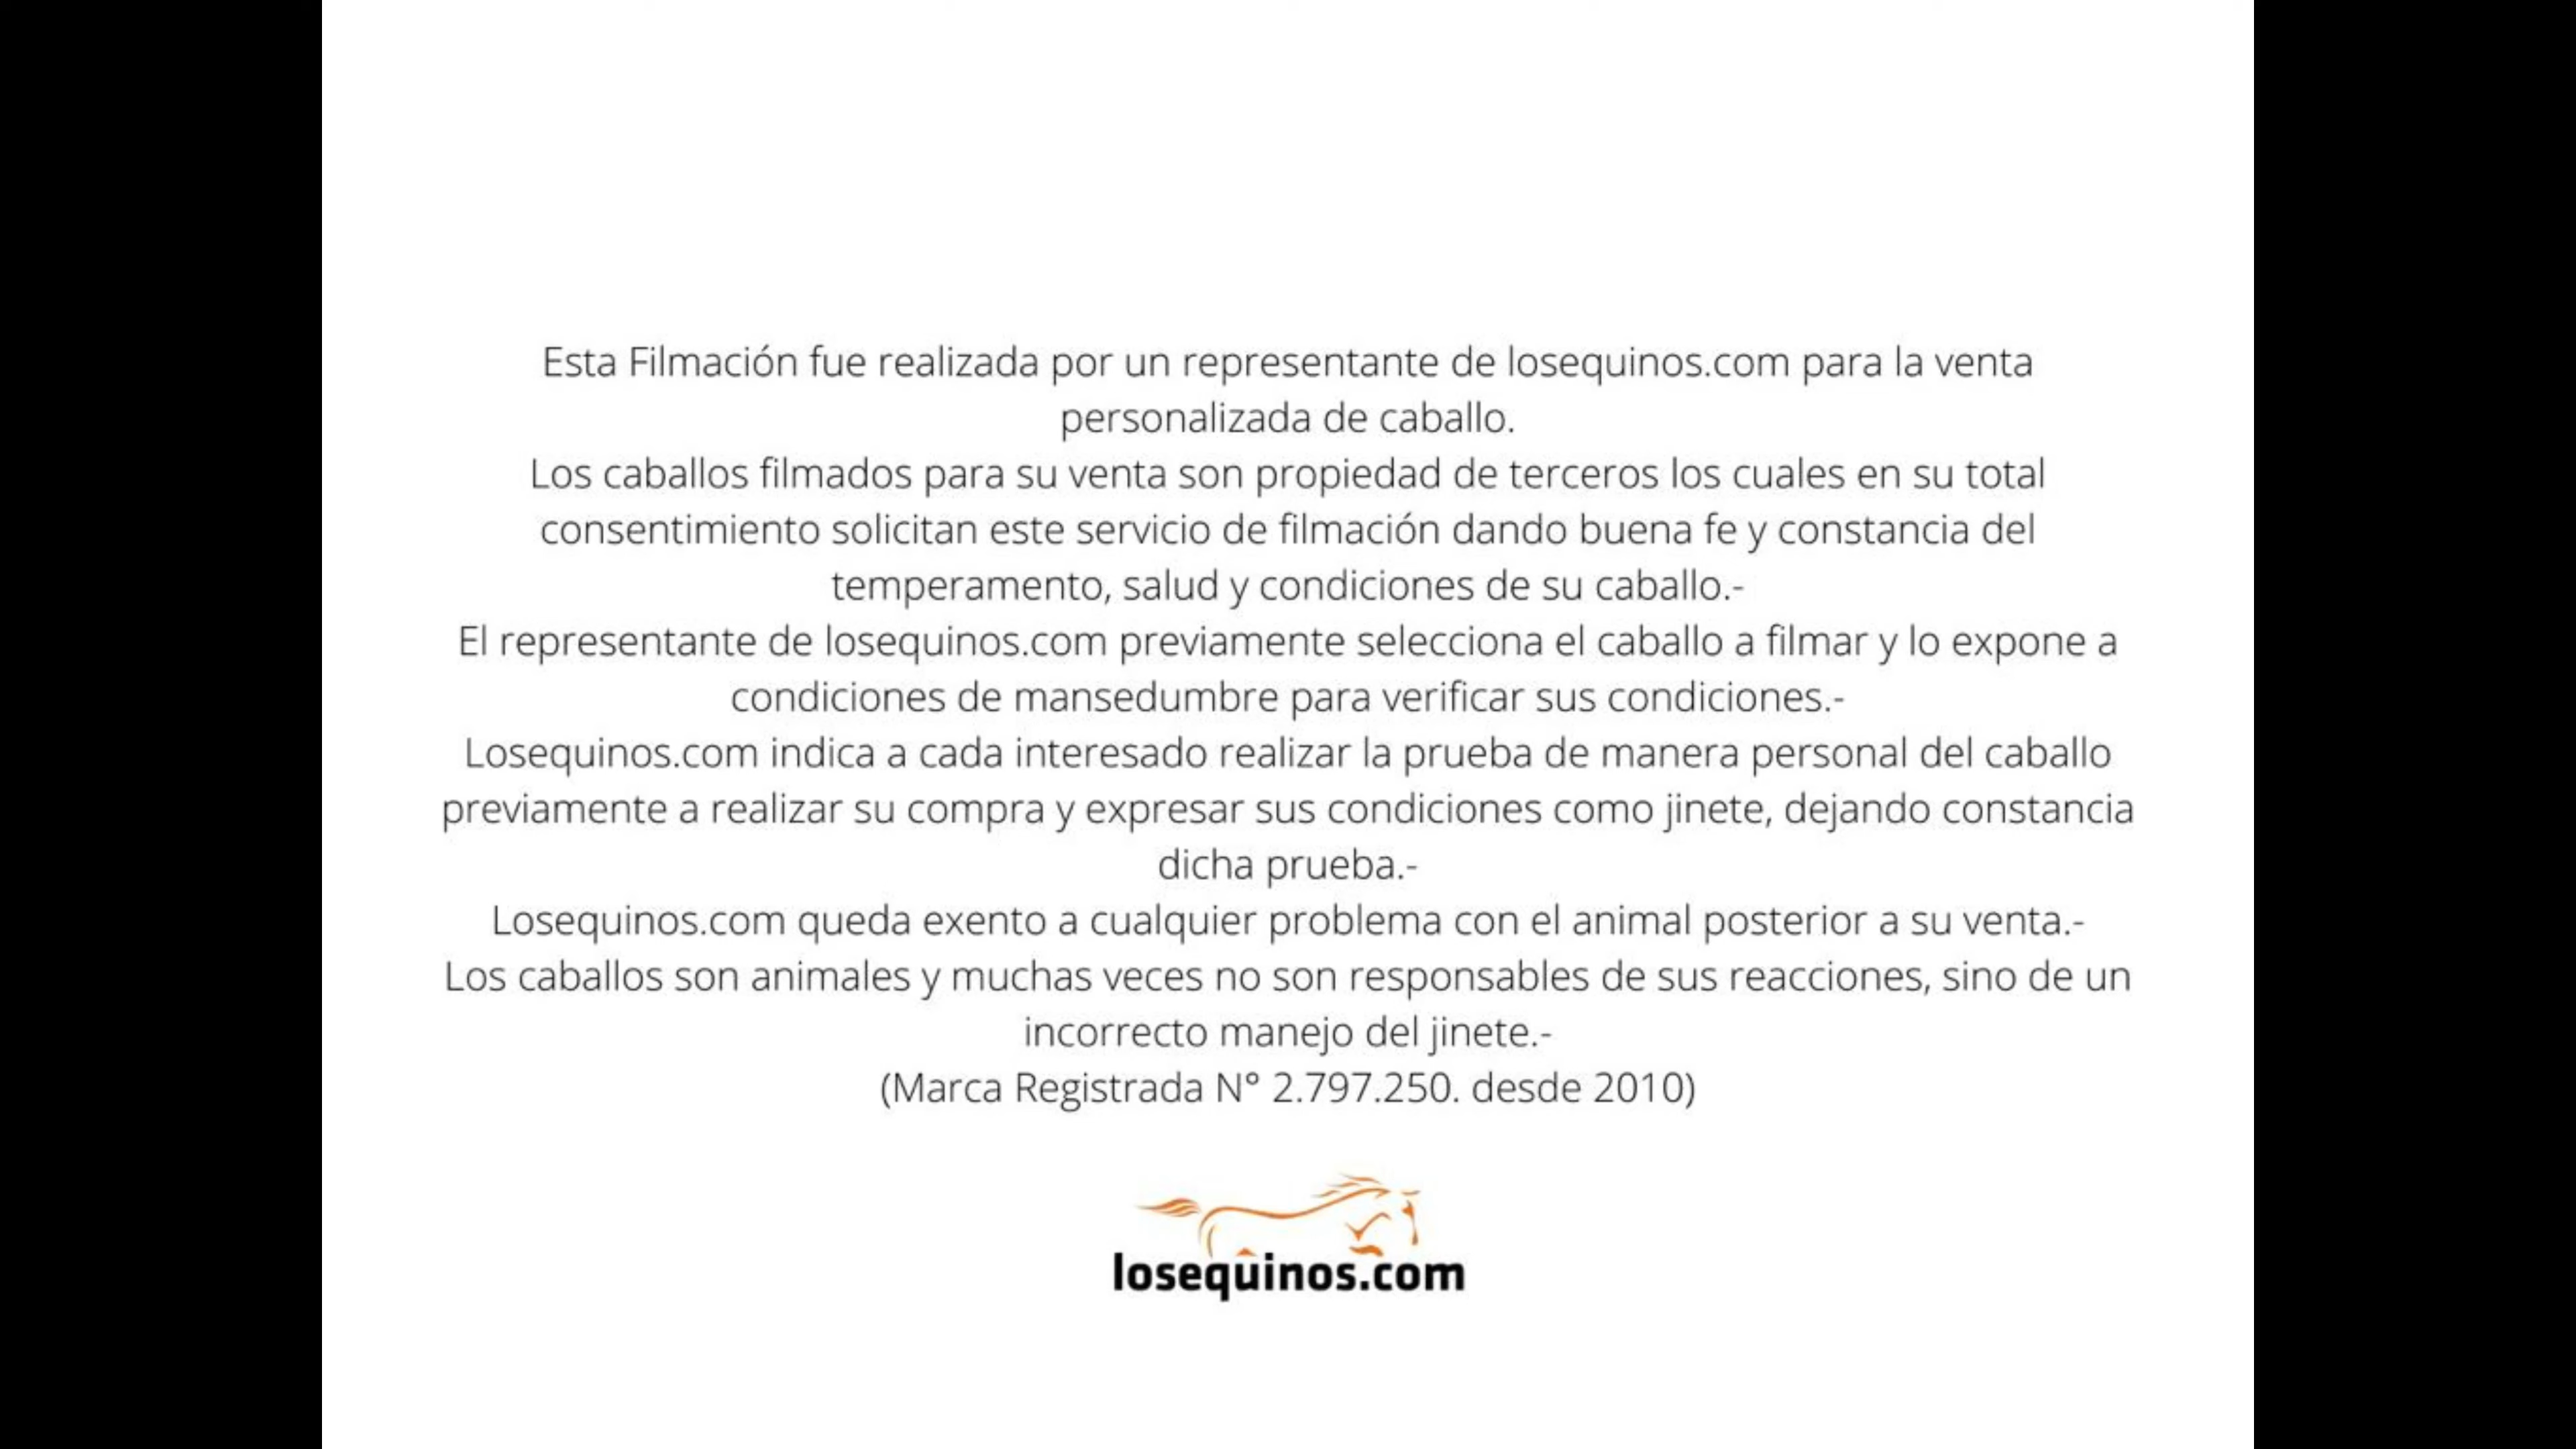 Esta Filmación fue realizada por un representante de losequinos.com para la venta
personalizada de caballo.
Los caballos filmados para su venta son propiedad de terceros los cuales en su total
consentimiento solicitan este servicio de filmación dando buena fe y constancia del
temperamento, salud y condiciones de su caballo.-
El representante de losequinos.com previamente selecciona el caballo a filmar y lo expone a
condiciones de mansedumbre para verificar sus condiciones.-
Losequinos.com indica a cada interesado realizar la prueba de manera personal del caballo
previamente a realizar su compra y expresar sus condiciones como jinete, dejando constancia
dicha prueba.-
Losequinos.com queda exento a cualquier problema con el animal posterior a su venta.-
Los caballos son animales y muchas veces no son responsables de sus reacciones, sino de un
incorrecto manejo del jinete.-
(Marca Registrada N° 2.797.250. desde 2010)
losequinos.com